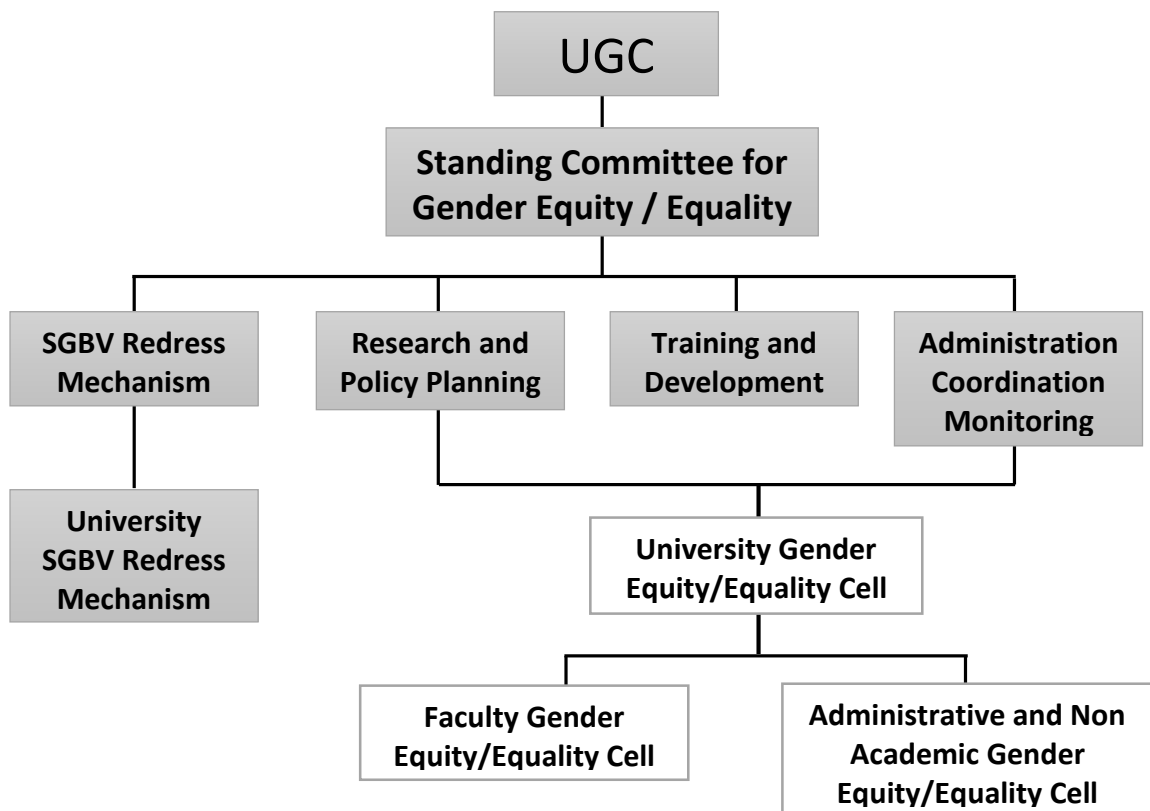 UGC
Standing Committee for
Gender Equity / Equality
SGBV Redress
Mechanism
Research and
Policy Planning
Training and
Development
Administration
Coordination
Monitoring
University
SGBV Redress
Mechanism
University Gender
Equity/Equality Cell
Faculty Gender
Equity/Equality Cell
Administrative and Non
Academic Gender
Equity/Equality Cell